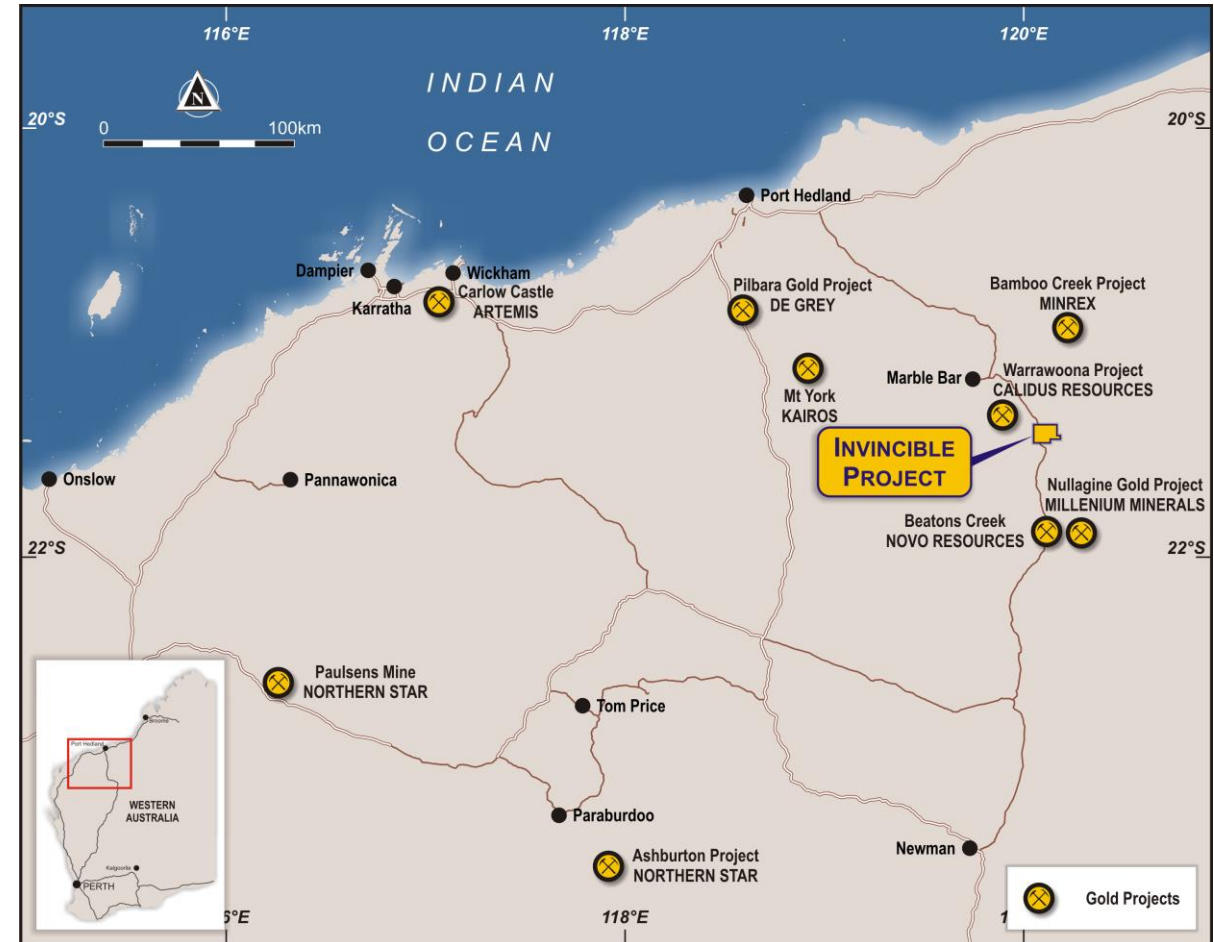 116°E
118°E
120°E
INDIAN
OCEAN
N
20°S
20°S
0
100km
Port Hedland
Dampier
Wickham
Karratha
Carlow Castle
ARTEMIS
Pilbara Gold Project
DE GREY
Bamboo Creek Project
MINREX
Mt York
KAIROS
Marble Bar
Warrawoona Project
CALIDUS RESOURCES
INVINCIBLE
PROJECT
Onslow
Pannawonica
Nullagine Gold Project
MILLENIUM MINERALS
Beatons Creek
NOVO RESOURCES
22°S
22°S
Paulsens Mine
NORTHERN STAR
Tom Price
Paraburdoo
Ashburton Project
NORTHERN STAR
Newman
Broome
Port Hedland
WESTERN
AUSTRALIA
Kalgoorlie
PERTH
6°E
118°E
1
Gold Projects